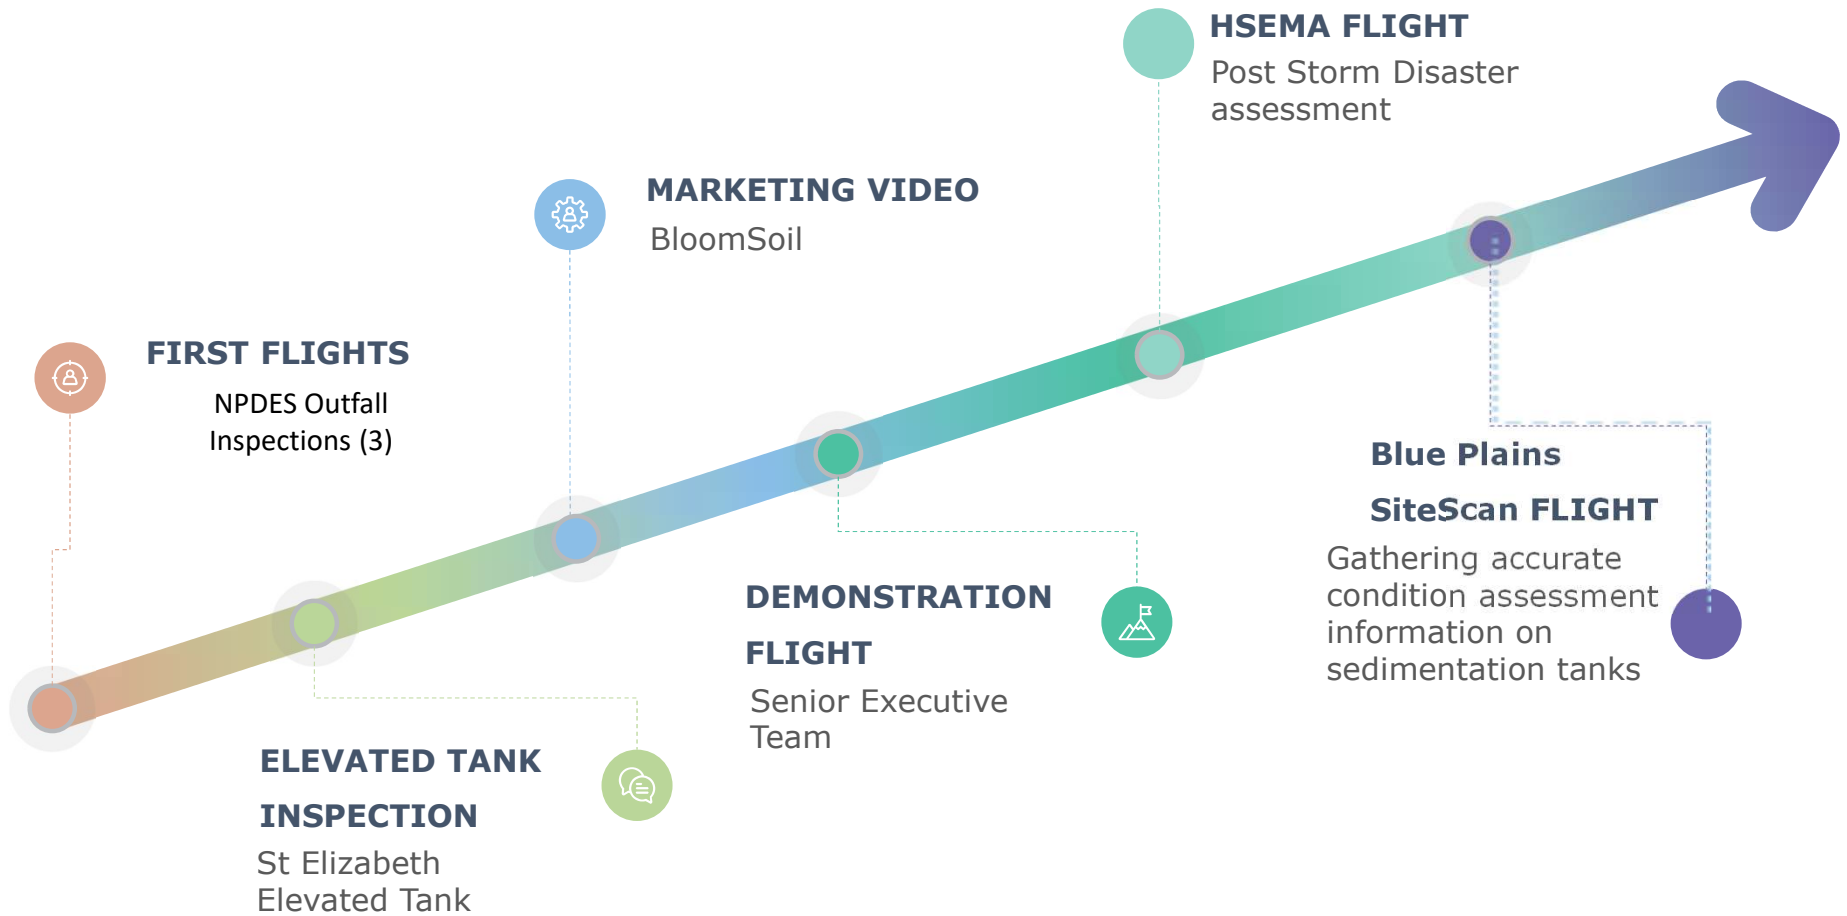 FIRST FLIGHTS
NPDES Outfall
Inspections (3)
ELEVATED TANK
INSPECTION
St Elizabeth
Elevated Tank
MARKETING VIDEO
BloomSoil
DEMONSTRATION
FLIGHT
Senior Executive
Team
HSEMA FLIGHT
Post Storm Disaster
assessment
Blue Plains
SiteScan FLIGHT
Gathering accurate
condition assessment
information on
sedimentation tanks